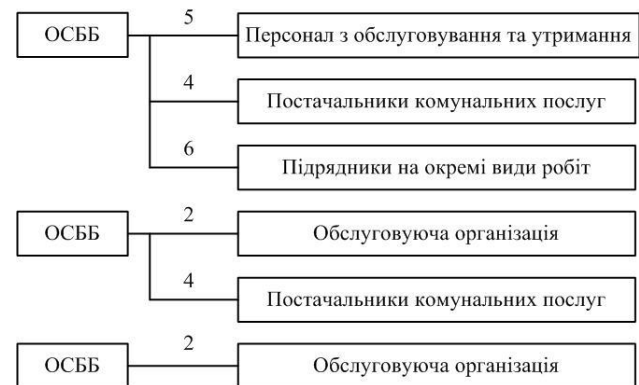 ОСББ
5
Персонал з обслуговування та утримання
4
Постачальники комунальних послуг
6
Підрядники на окремі види робіт
ОСББ
2
Обслуговуюча організація
4
Постачальники комунальних послуг
ОСББ
2
Обслуговуюча організація